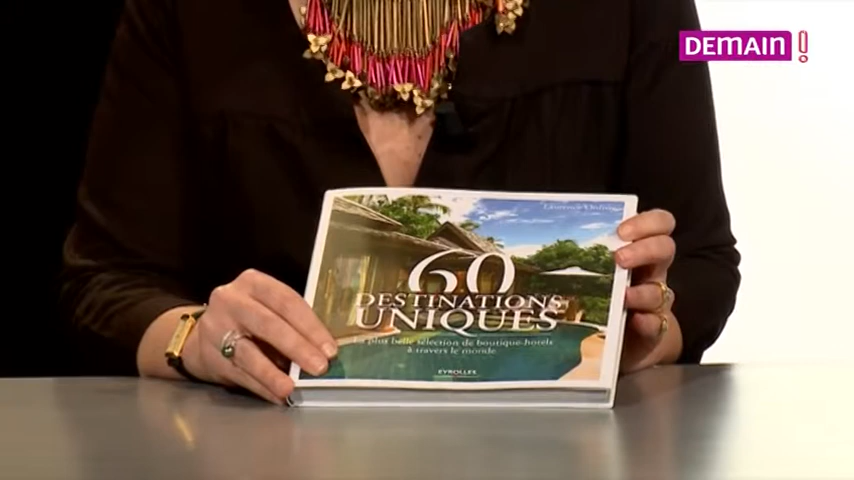 DEMAIN!
60
DESTINATIONS
UNIQUES
La plus belle sélection de boutique-hotels
à travers le monde
EYROLLES